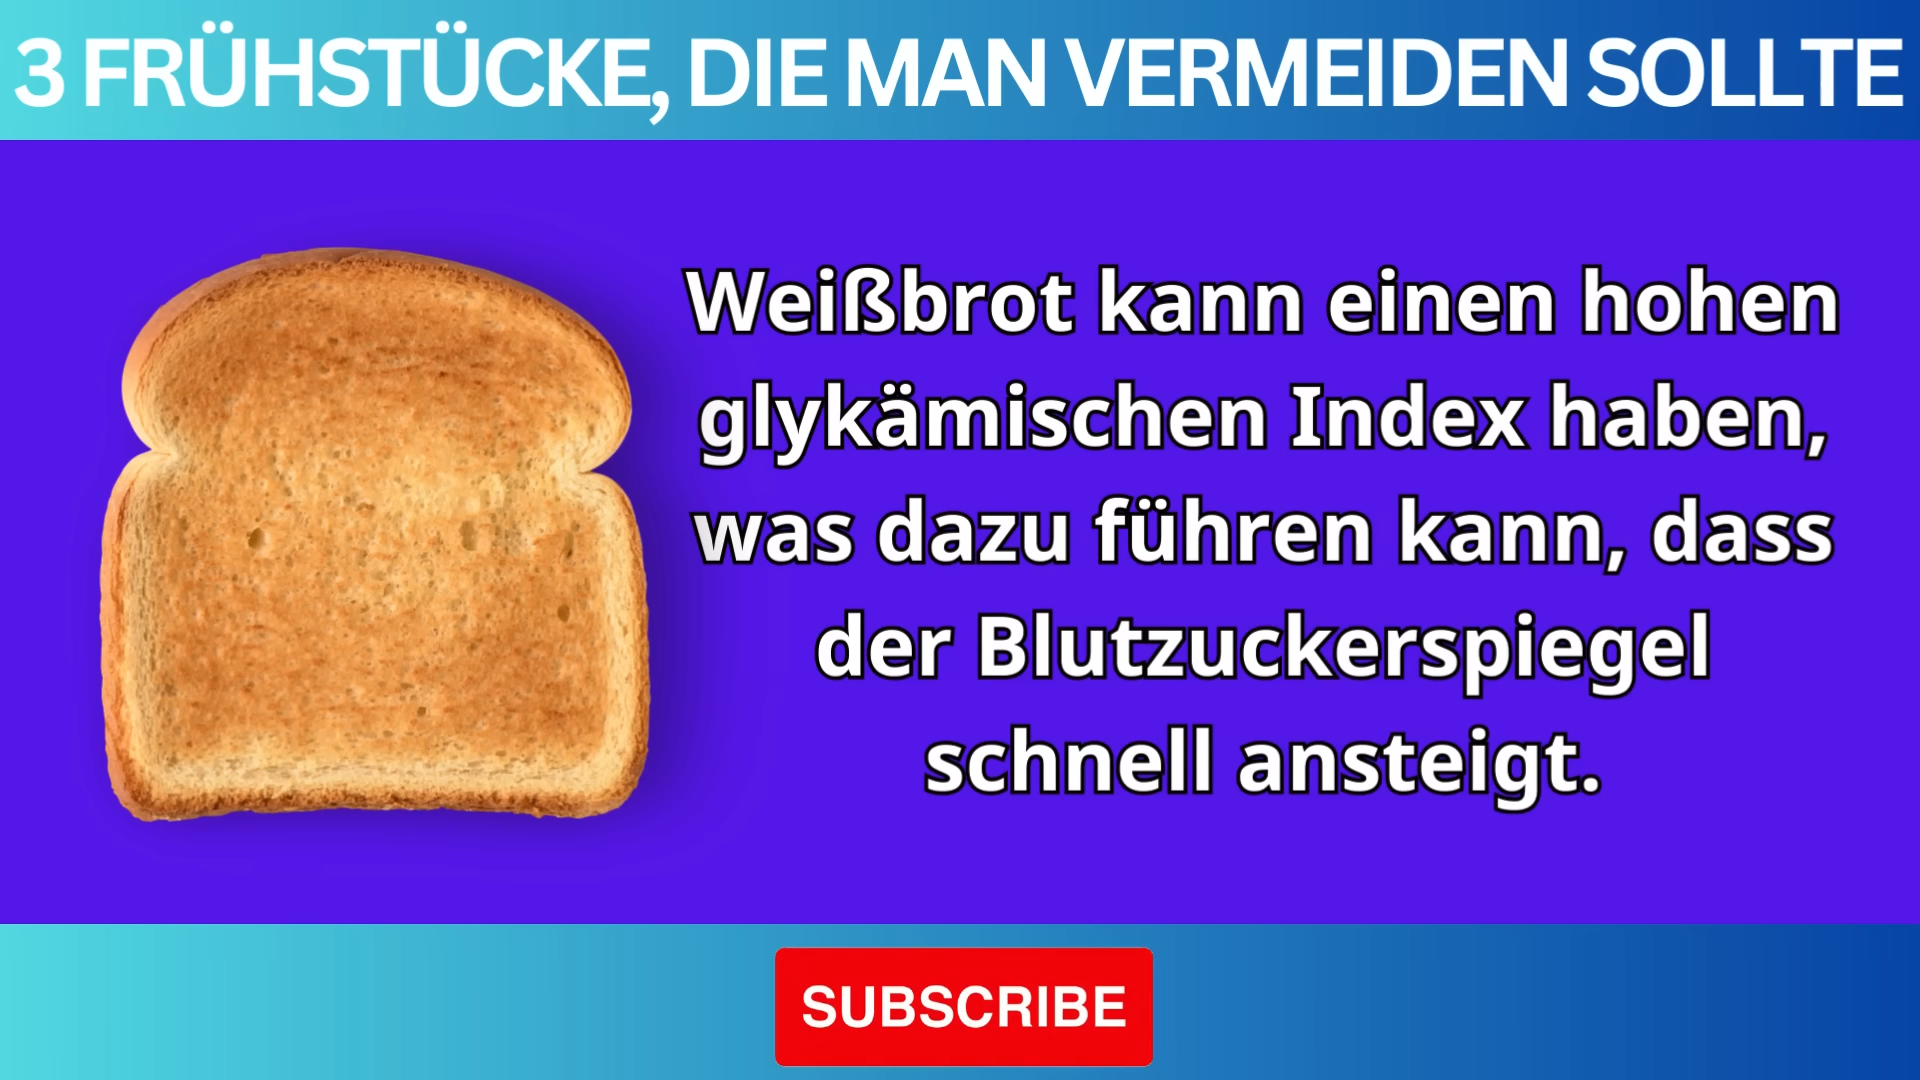 3 FRÜHSTÜCKE, DIE MAN VERMEIDEN SOLLTE
Weißbrot kann einen hohen
glykämischen Index haben,
was dazu führen kann, dass
der Blutzuckerspiegel
schnell ansteigt.
SUBSCRIBE